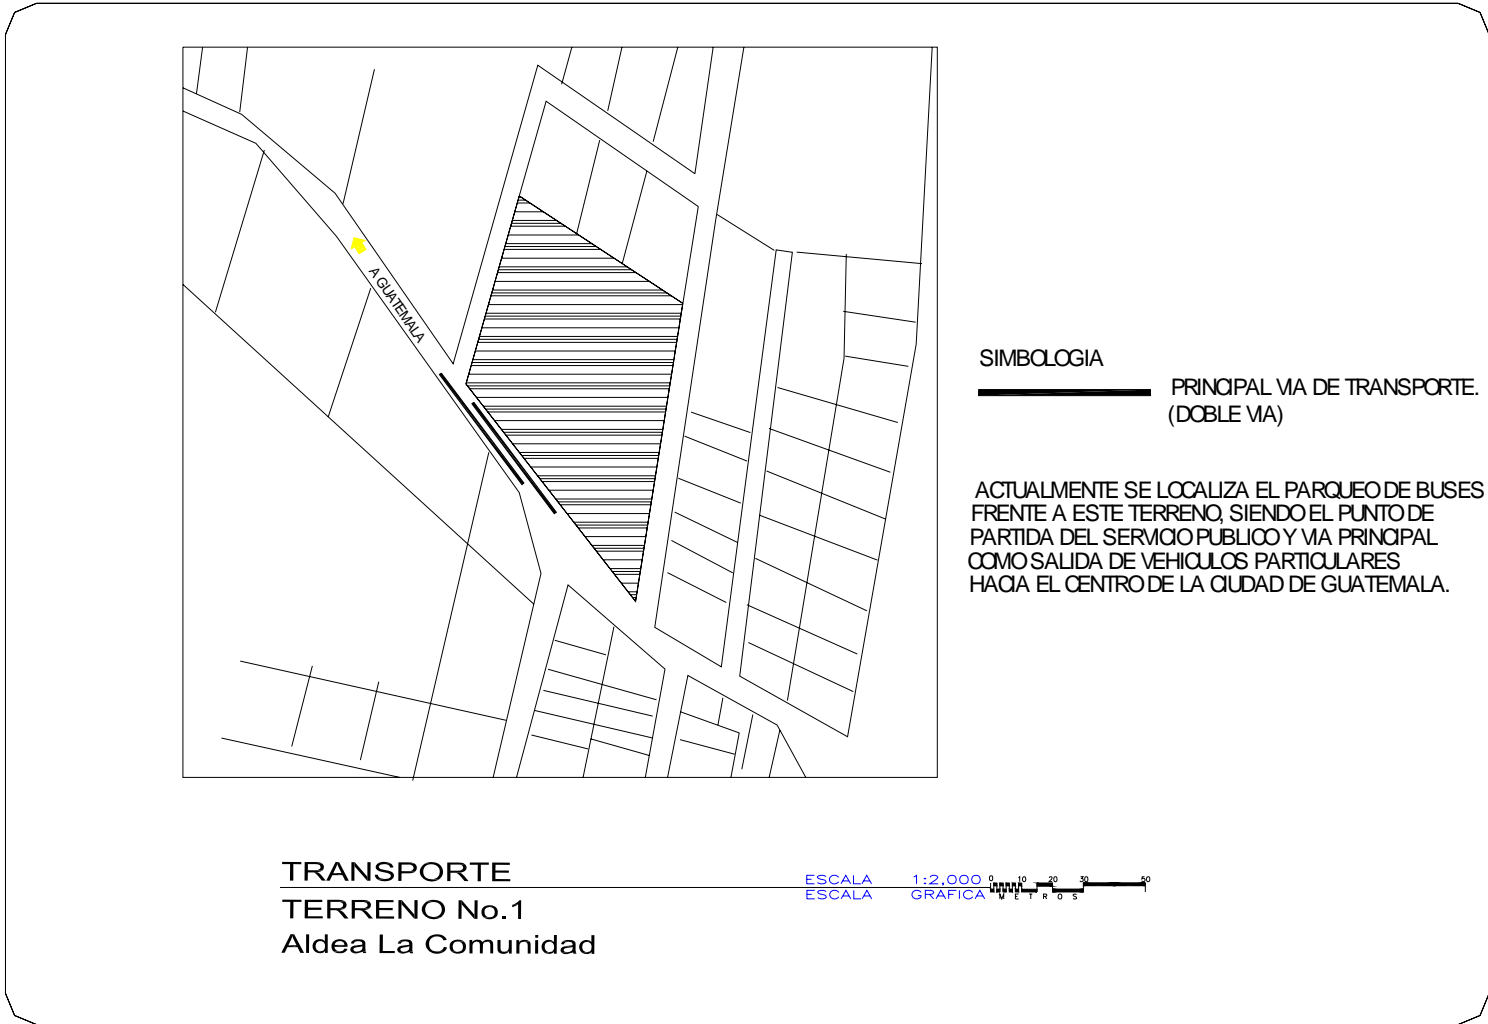 A GUATEMALA
SIMBOLOGIA
PRINCIPAL VIA DE TRANSPORTE.
(DOBLE VIA)
ACTUALMENTE SE LOCALIZA EL PARQUEO DE BUSES
FRENTE A ESTE TERRENO, SIENDO EL PUNTO DE
PARTIDA DEL SERVICIO PUBLICO Y VIA PRINCIPAL
COMO SALIDA DE VEHICULOS PARTICULARES
HACIA EL CENTRO DE LA CIUDAD DE GUATEMALA.
TRANSPORTE
TERRENO No.1
Aldea La Comunidad
ESCALA 1:2,000
ESCALA GRAFICA
0 10 20 30 50
METROS